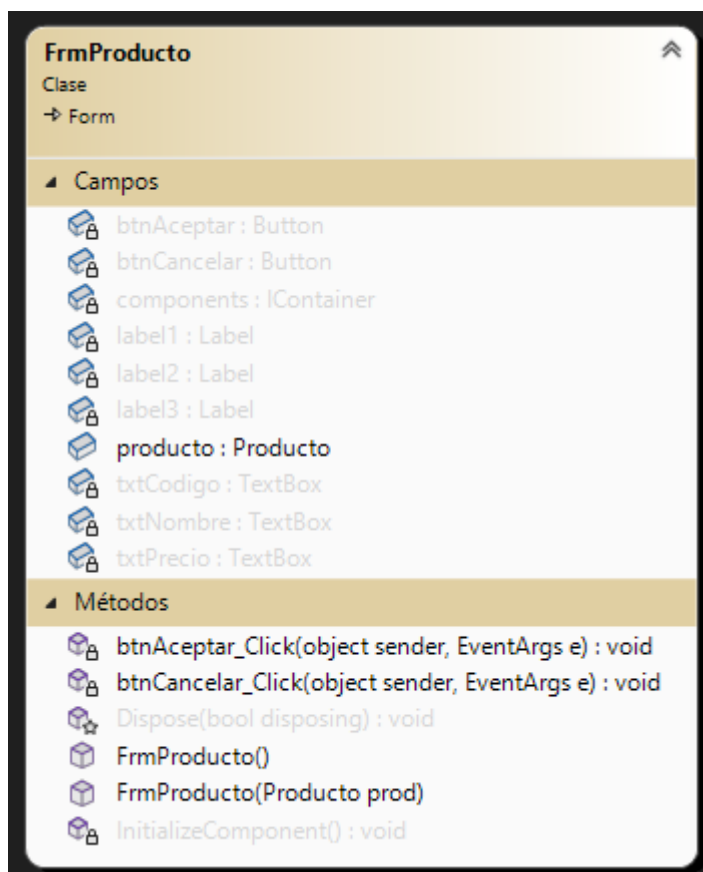 FrmProducto
Clase
Form
Campos
btnAceptar : Button
btnCancelar : Button
components : IContainer
label1 : Label
label2 : Label
label3 : Label
producto : Producto
txtCodigo : TextBox
txtNombre : TextBox
txtPrecio : TextBox
Métodos
btnAceptar_Click(object sender, EventArgs e) : void
btnCancelar_Click(object sender, EventArgs e) : void
Dispose(bool disposing) : void
FrmProducto()
FrmProducto(Producto prod)
InitializeComponent() : void